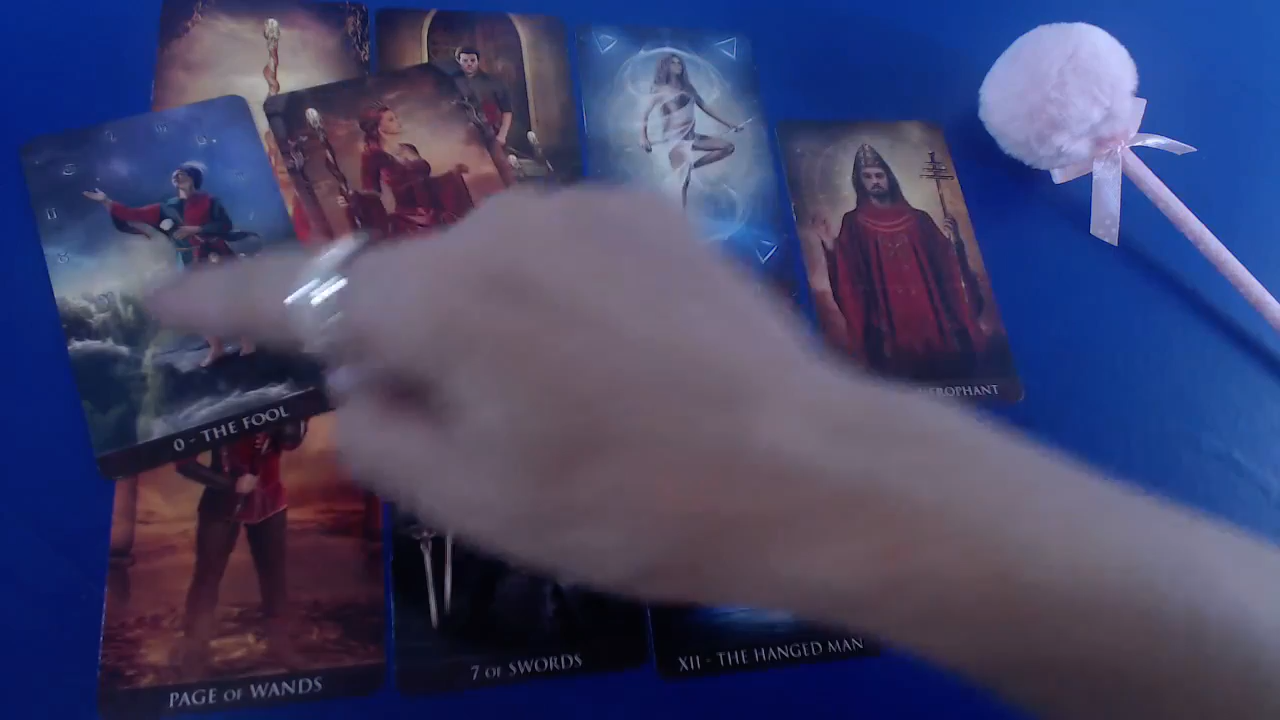 EROPHANT
0 - THE FOOL
PAGE OF WANDS
7 OF SWORDS
XII - THE HANGED MAN